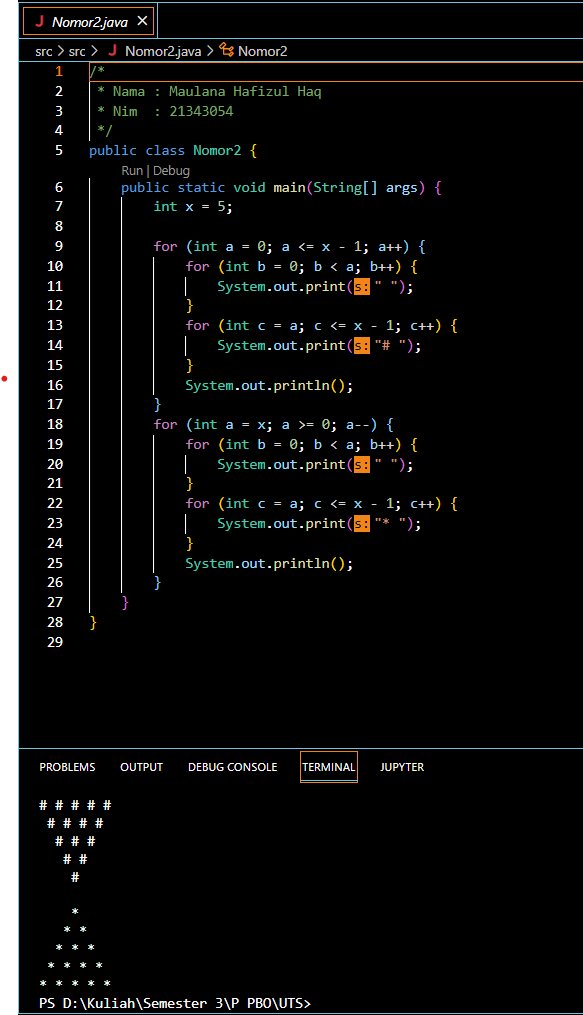 J Nomor2.java ✕
src > src > J Nomor2.java > Nomor2
1 /*
2  * Nama : Maulana Hafizul Haq
3  * Nim  : 21343054
4  */
5 public class Nomor2 {
Run | Debug
6     public static void main(String[] args) {
7         int x = 5;
8
9         for (int a = 0; a <= x - 1; a++) {
10             for (int b = 0; b < a; b++) {
11                 System.out.print(s:" ");
12             }
13             for (int c = a; c <= x - 1; c++) {
14                 System.out.print(s:"# ");
15             }
16             System.out.println();
17         }
18         for (int a = x; a >= 0; a--) {
19             for (int b = 0; b < a; b++) {
20                 System.out.print(s:" ");
21             }
22             for (int c = a; c <= x - 1; c++) {
23                 System.out.print(s:"* ");
24             }
25             System.out.println();
26         }
27     }
28 }
29
PROBLEMS OUTPUT DEBUG CONSOLE TERMINAL JUPYTER
# # # # #
 # # # #
  # # #
   # #
    #

    *
   * *
  * * *
 * * * *
* * * * *
PS D:\Kuliah\Semester 3\P PBO\UTS>